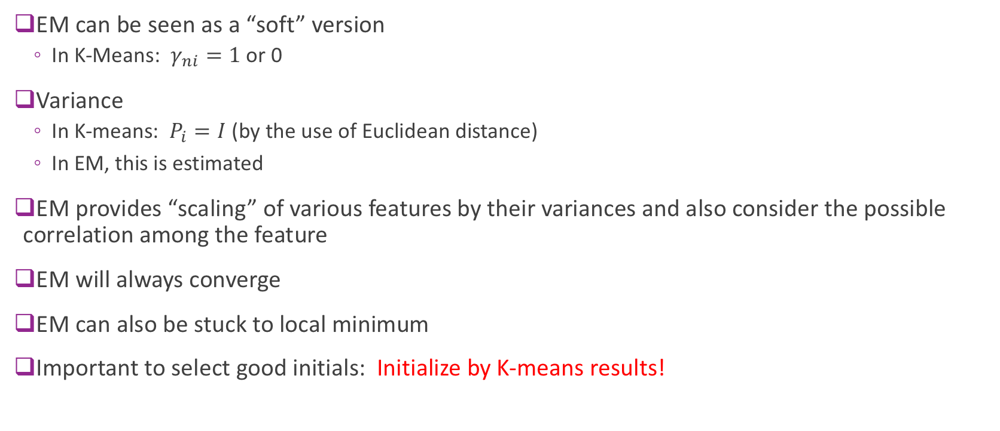 ❑EM can be seen as a “soft” version
◦ In K-Means: γₙᵢ = 1 or 0
❑Variance
◦ In K-means: Pᵢ = I (by the use of Euclidean distance)
◦ In EM, this is estimated
❑EM provides “scaling” of various features by their variances and also consider the possible
correlation among the feature
❑EM will always converge
❑EM can also be stuck to local minimum
❑Important to select good initials: Initialize by K-means results!